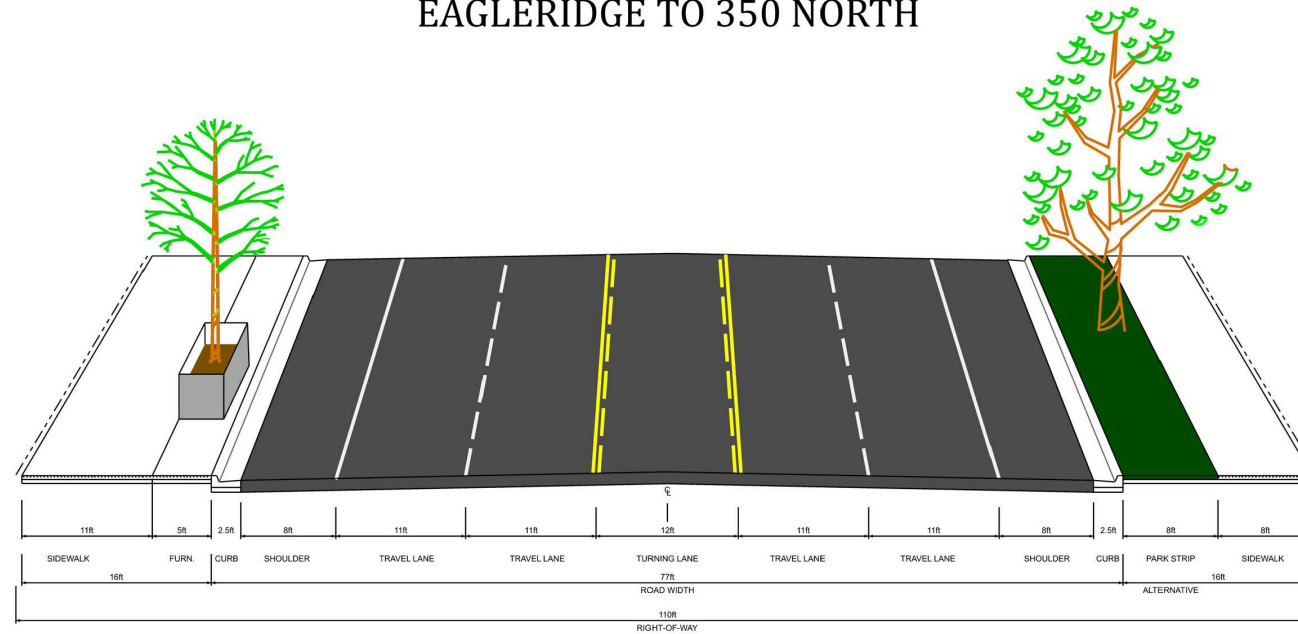 EAGLERIDGE TO 350 NORTH
℄
11ft 5ft 2.5ft 8ft 11ft 11ft 12ft 11ft 11ft 8ft 2.5ft 8ft 8ft
SIDEWALK FURN. CURB SHOULDER TRAVEL LANE TRAVEL LANE TURNING LANE TRAVEL LANE TRAVEL LANE SHOULDER CURB PARK STRIP SIDEWALK
16ft 77ft 16ft
ROAD WIDTH ALTERNATIVE
110ft
RIGHT-OF-WAY